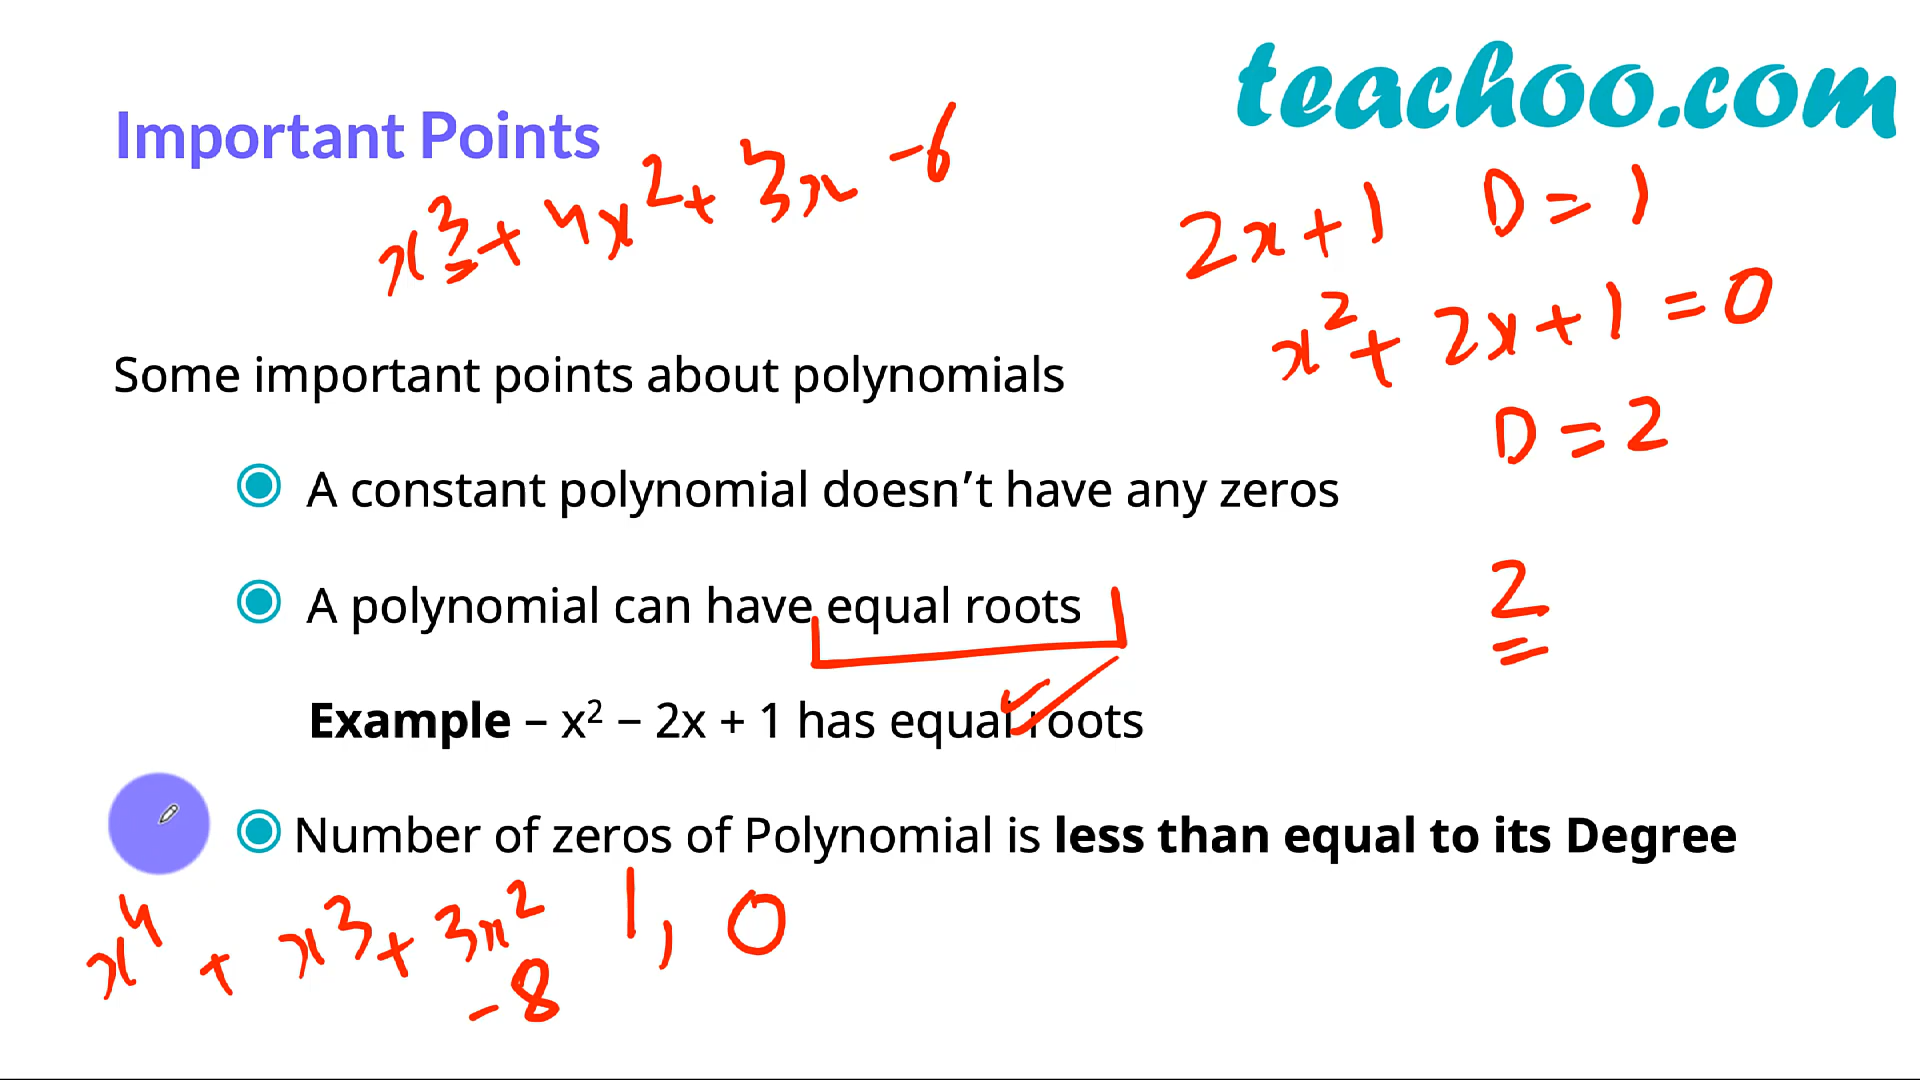 teachoo.com
Important Points
x³ + 4x² + 3x - 6
2x + 1 D = 1
x² + 2x + 1 = 0
Some important points about polynomials
D = 2
A constant polynomial doesn’t have any zeros
2
A polynomial can have equal roots
Example – x² − 2x + 1 has equal roots
Number of zeros of Polynomial is less than equal to its Degree
x⁴ + x³ + 3x² 1, 0
- 8